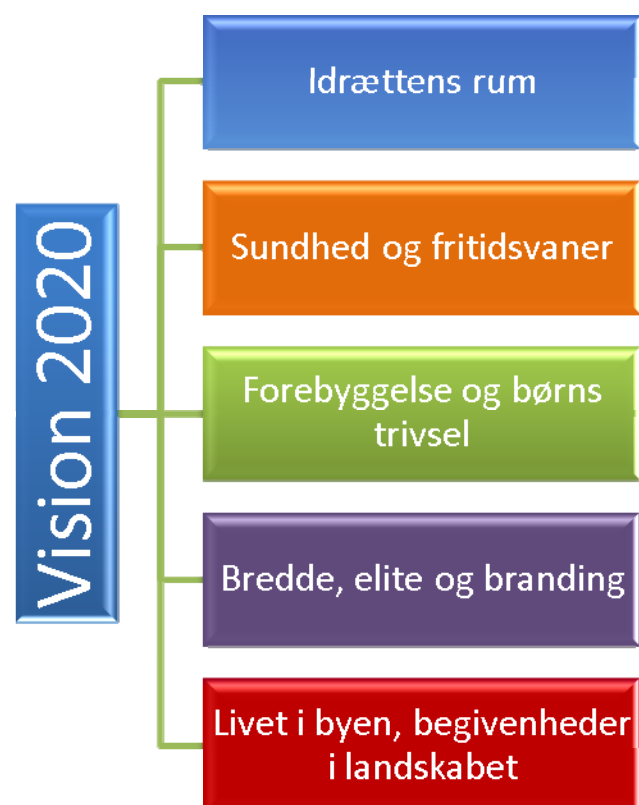 Vision 2020
Idrættens rum
Sundhed og fritidsvaner
Forebyggelse og børns
trivsel
Bredde, elite og branding
Livet i byen, begivenheder
i landskabet